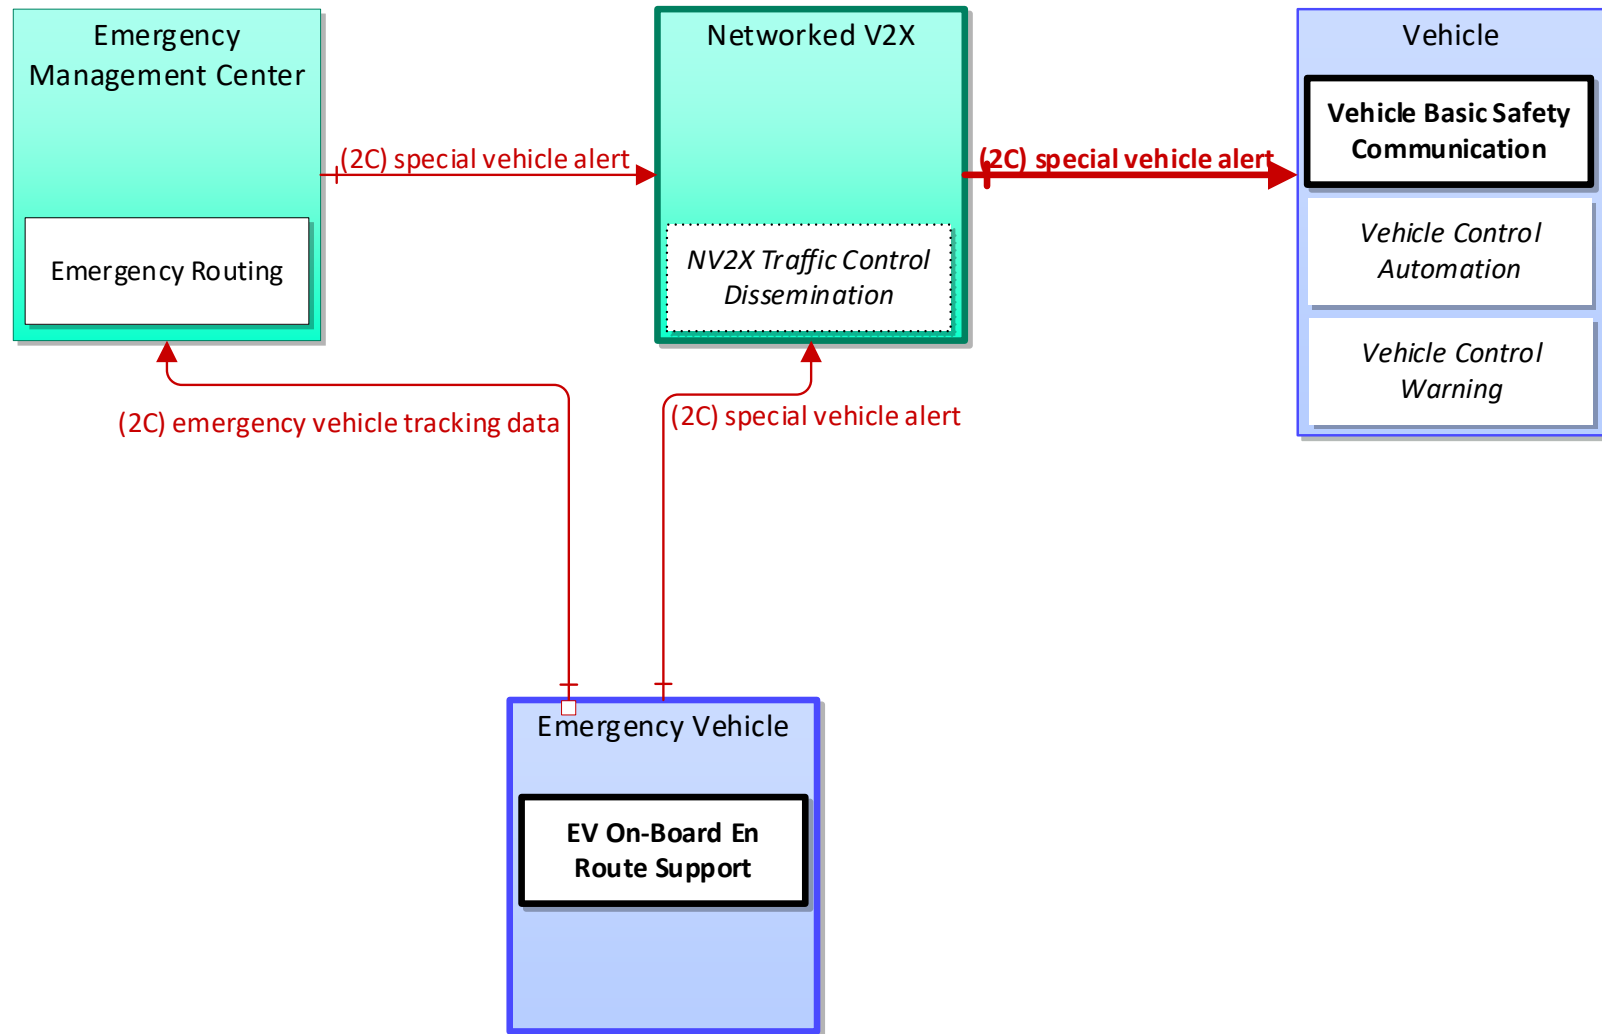 Emergency
Management Center
Networked V2X
Vehicle
Vehicle Basic Safety
Communication
(2C) special vehicle alert
(2C) special vehicle alert
Emergency Routing
NV2X Traffic Control
Dissemination
Vehicle Control
Automation
Vehicle Control
Warning
(2C) emergency vehicle tracking data
(2C) special vehicle alert
Emergency Vehicle
EV On-Board En
Route Support